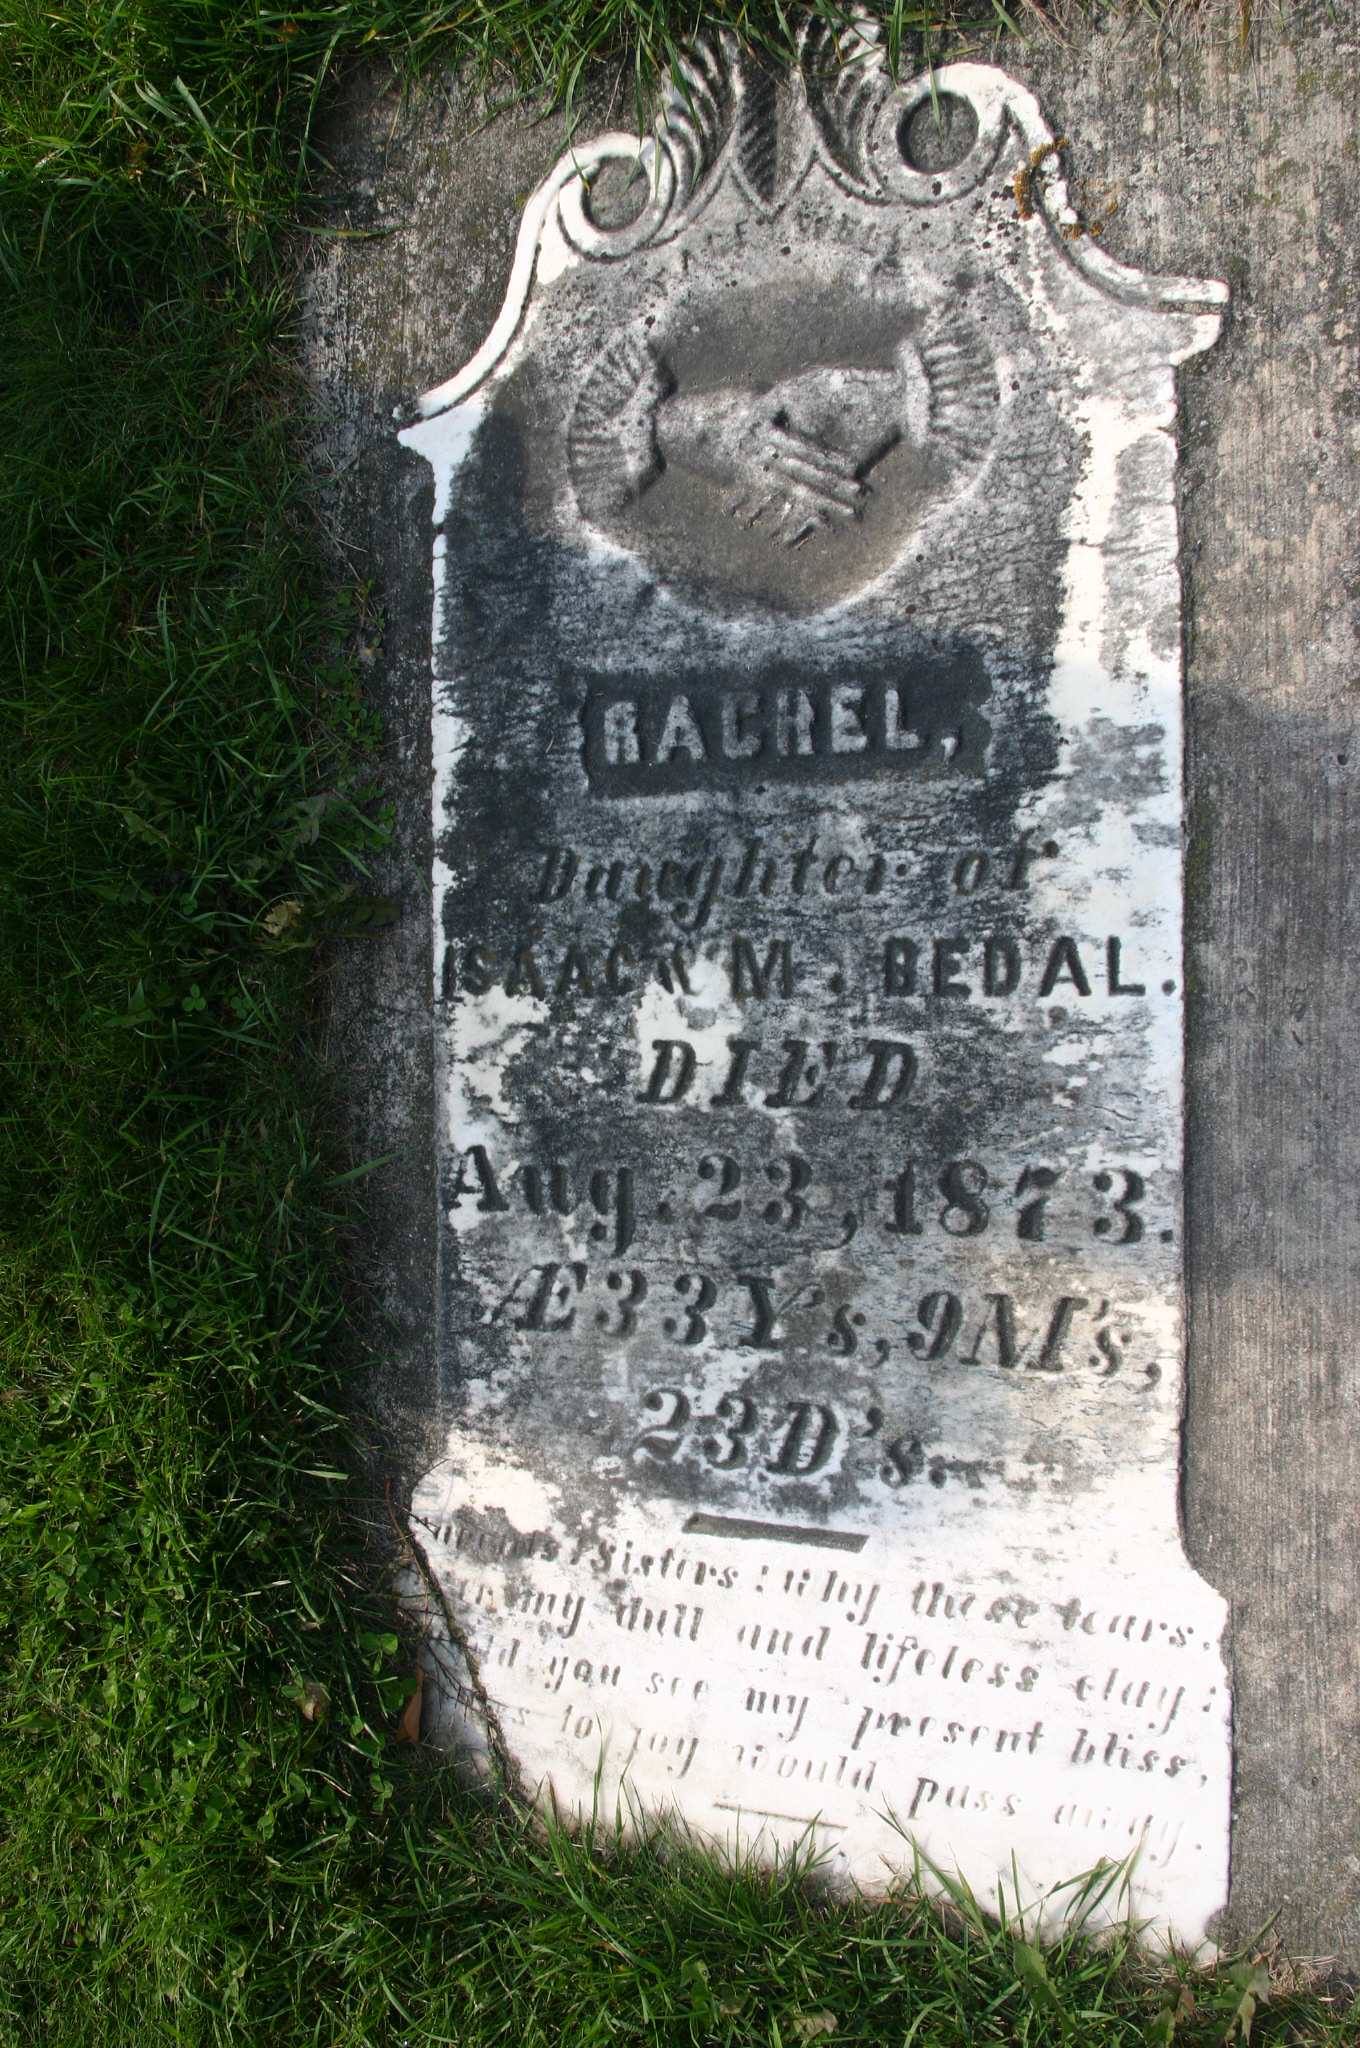 RACHEL,
Daughter of
ISAAC & M. BEDAL.
DIED
Aug. 23, 1873.
Æ 33 Y's, 9 M's,
23 D's.
Sisters: Why these tears.
my dull and lifeless clay:
you see my present bliss,
to joy would pass away.